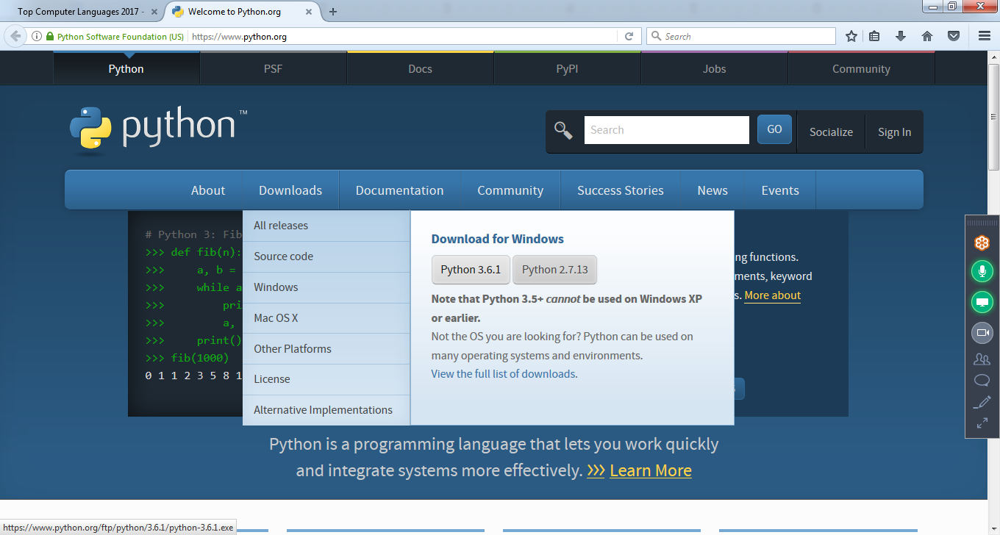 Top Computer Languages 2017 -
Welcome to Python.org
Python Software Foundation (US)
https://www.python.org
Search
Python
PSF
Docs
PyPI
Jobs
Community
python™
Search
GO
Socialize
Sign In
About
Downloads
Documentation
Community
Success Stories
News
Events
# Python 3: Fib
>>> def fib(n):
>>> a, b =
>>> while a
>>> pri
>>> a,
>>> print()
>>> fib(1000)
0 1 1 2 3 5 8 1
All releases
Source code
Windows
Mac OS X
Other Platforms
License
Alternative Implementations
Download for Windows
Python 3.6.1
Python 2.7.13
Note that Python 3.5+ cannot be used on Windows XP
or earlier.
Not the OS you are looking for? Python can be used on
many operating systems and environments.
View the full list of downloads.
ng functions.
ments, keyword
s. More about
Python is a programming language that lets you work quickly
and integrate systems more effectively. >>> Learn More
https://www.python.org/ftp/python/3.6.1/python-3.6.1.exe